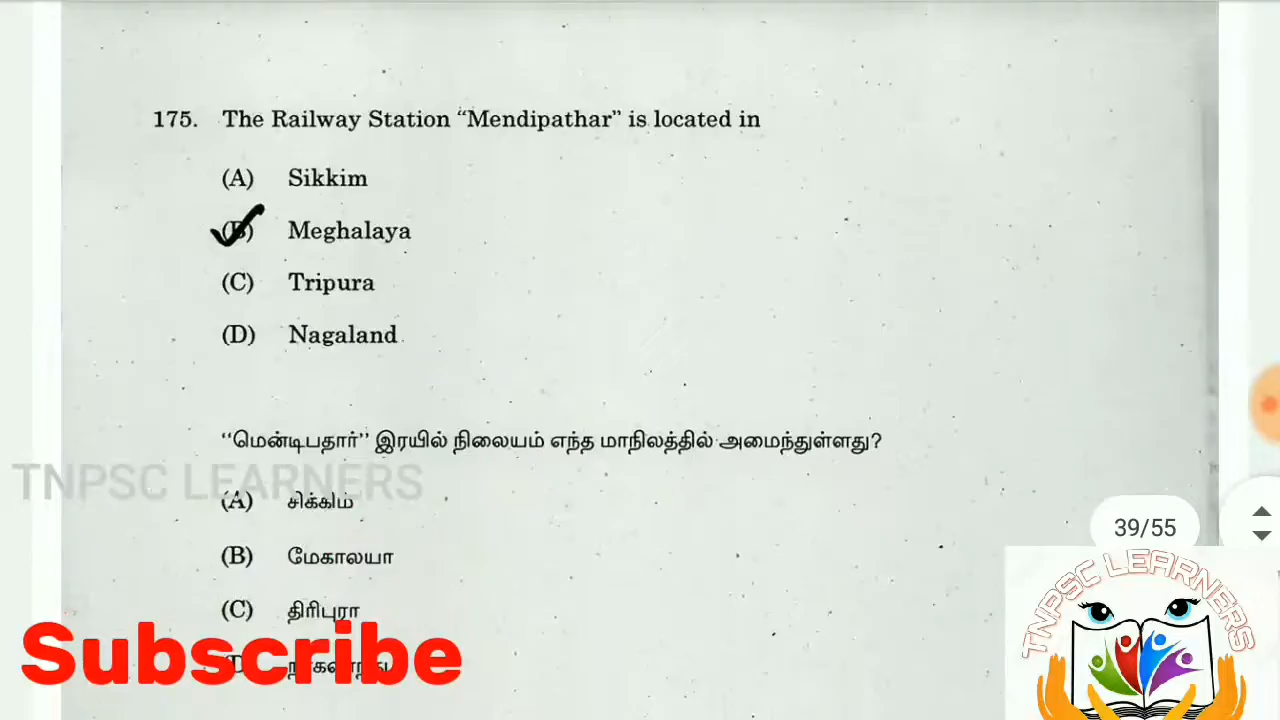 175. The Railway Station “Mendipathar” is located in
(A) Sikkim
(B) Meghalaya
(C) Tripura
(D) Nagaland
‘‘மென்டிபதார்’’ இரயில் நிலையம் எந்த மாநிலத்தில் அமைந்துள்ளது?
TNPSC LEARNERS
(A) சிக்கிம்
(B) மேகாலயா
39/55
(C) திரிபுரா
Subscribe
TNPSC LEARNERS